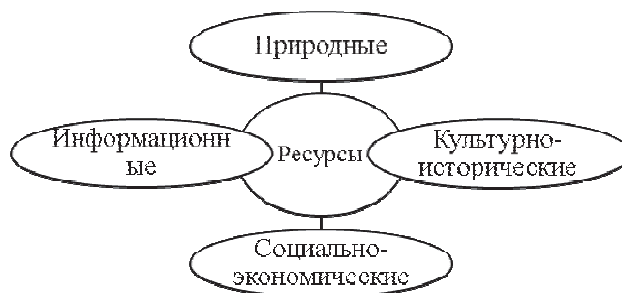 Природные
Информационн
ые
Ресурсы
Культурно-
исторические
Социально-
экономические